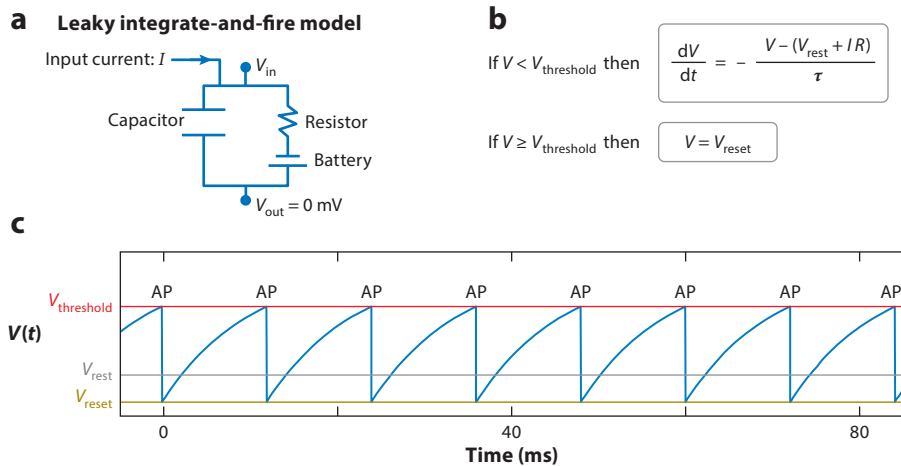 a Leaky integrate-and-fire model
Input current: I
V_in
Capacitor
Resistor
Battery
V_out = 0 mV
b
If V < V_threshold then dV/dt = − (V − (V_rest + I R))/τ
If V ≥ V_threshold then V = V_reset
c
AP AP AP AP AP AP AP AP
V_threshold
V(t)
V_rest
V_reset
0 40 80
Time (ms)